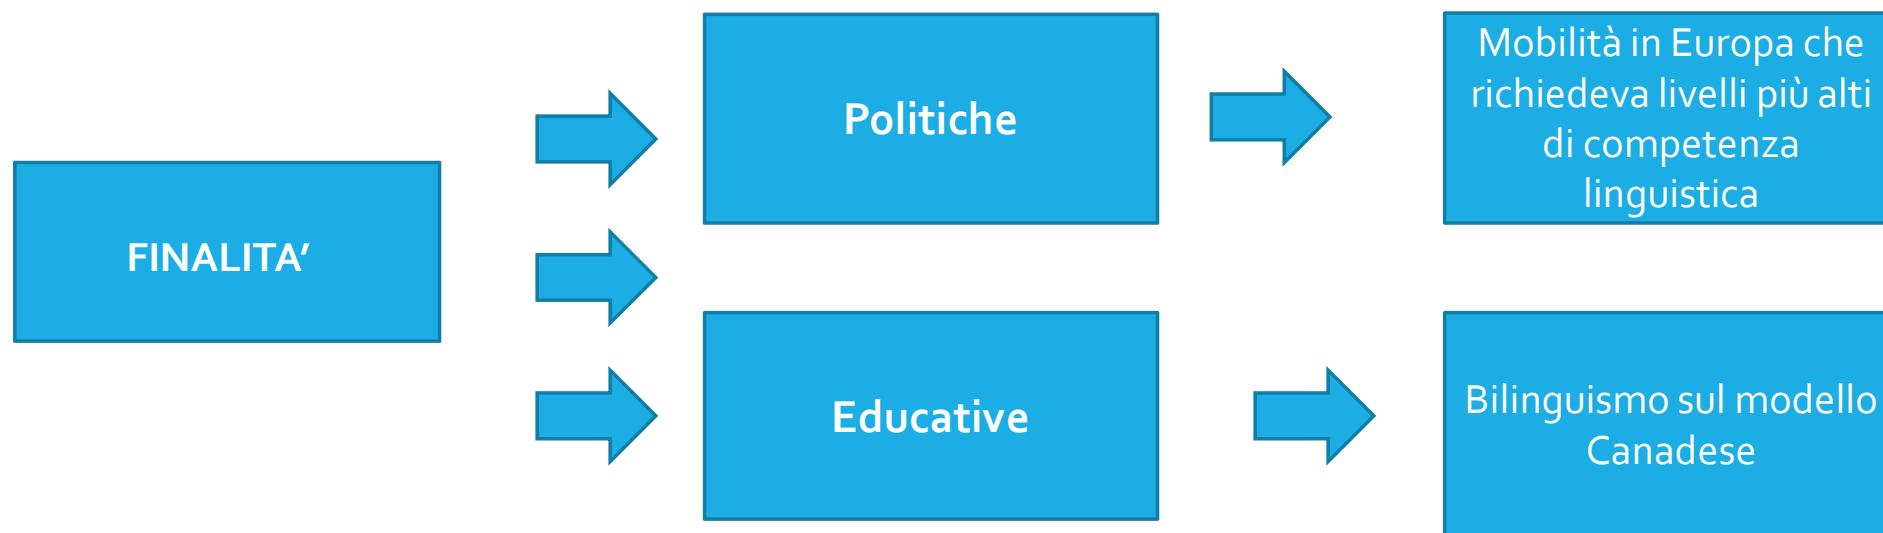 FINALITA’
Politiche
Mobilità in Europa che
richiedeva livelli più alti
di competenza
linguistica
Educative
Bilinguismo sul modello
Canadese